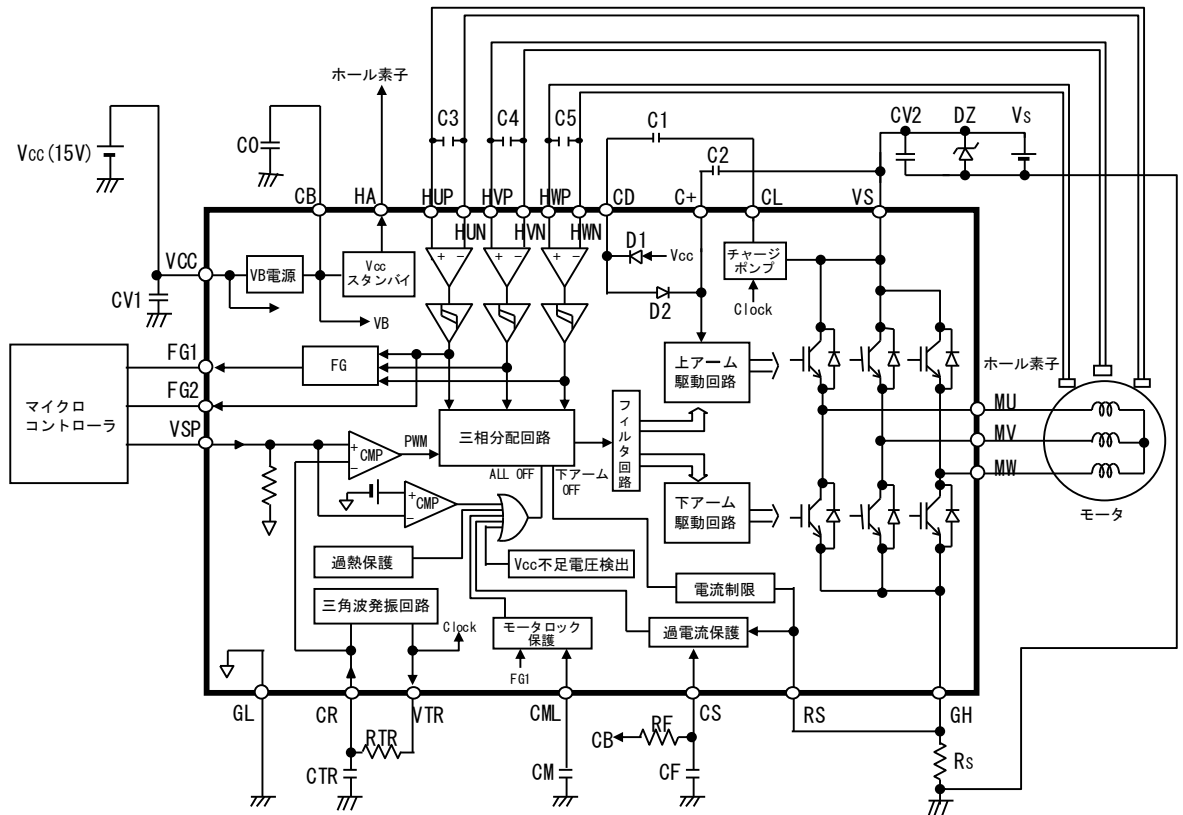 ホール素子
C3
C4
C5
C1
C2
CV2
DZ
Vs
Vcc(15V)
C0
CB
HA
HUP
HVP
HWP
CD
C+
CL
VS
HUN
HVN
HWN
VCC
CV1
VB電源
Vcc
スタンバイ
VB
+ −
+ −
+ −
D1
Vcc
D2
チャージ
ポンプ
Clock
マイクロ
コントローラ
FG1
FG2
VSP
FG
上アーム
駆動回路
ホール素子
MU
MV
MW
モータ
三相分配回路
フィルタ回路
PWM
+
−
CMP
ALL OFF
下アーム
OFF
下アーム
駆動回路
+
−
CMP
過熱保護
Vcc不足電圧検出
電流制限
三角波発振回路
Clock
モータロック
保護
FG1
過電流保護
GL
CR
VTR
CML
CS
RS
GH
RTR
CTR
CM
CB
RF
CF
Rs